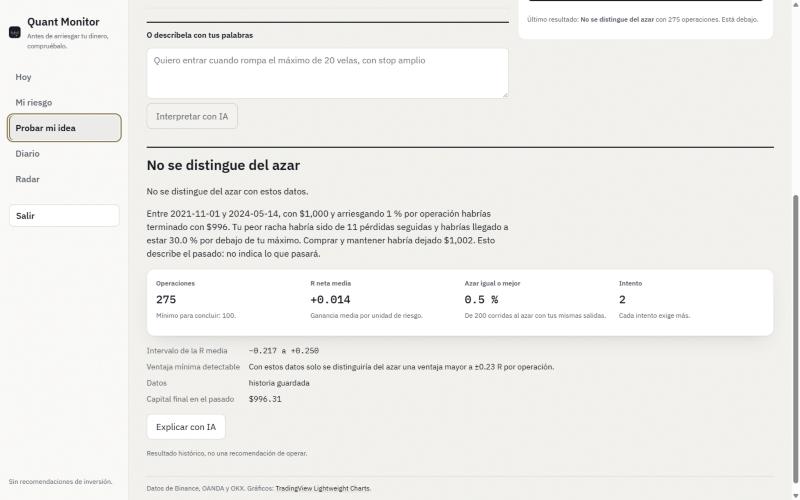 Quant Monitor
Antes de arriesgar tu dinero,
compruébalo.
Hoy
Mi riesgo
Probar mi idea
Diario
Radar
Salir
Sin recomendaciones de inversión.
Último resultado: No se distingue del azar con 275 operaciones. Está debajo.
O descríbela con tus palabras
Quiero entrar cuando rompa el máximo de 20 velas, con stop amplio
Interpretar con IA
No se distingue del azar
No se distingue del azar con estos datos.
Entre 2021-11-01 y 2024-05-14, con $1,000 y arriesgando 1 % por operación habrías
terminado con $996. Tu peor racha habría sido de 11 pérdidas seguidas y habrías llegado a
estar 30.0 % por debajo de tu máximo. Comprar y mantener habría dejado $1,002. Esto
describe el pasado: no indica lo que pasará.
Operaciones
275
Mínimo para concluir: 100.
R neta media
+0.014
Ganancia media por unidad de riesgo.
Azar igual o mejor
0.5 %
De 200 corridas al azar con tus mismas salidas.
Intento
2
Cada intento exige más.
Intervalo de la R media −0.217 a +0.250
Ventaja mínima detectable Con estos datos solo se distinguiría del azar una ventaja mayor a ±0.23 R por operación.
Datos historia guardada
Capital final en el pasado $996.31
Explicar con IA
Resultado histórico, no una recomendación de operar.
Datos de Binance, OANDA y OKX. Gráficos: TradingView Lightweight Charts.